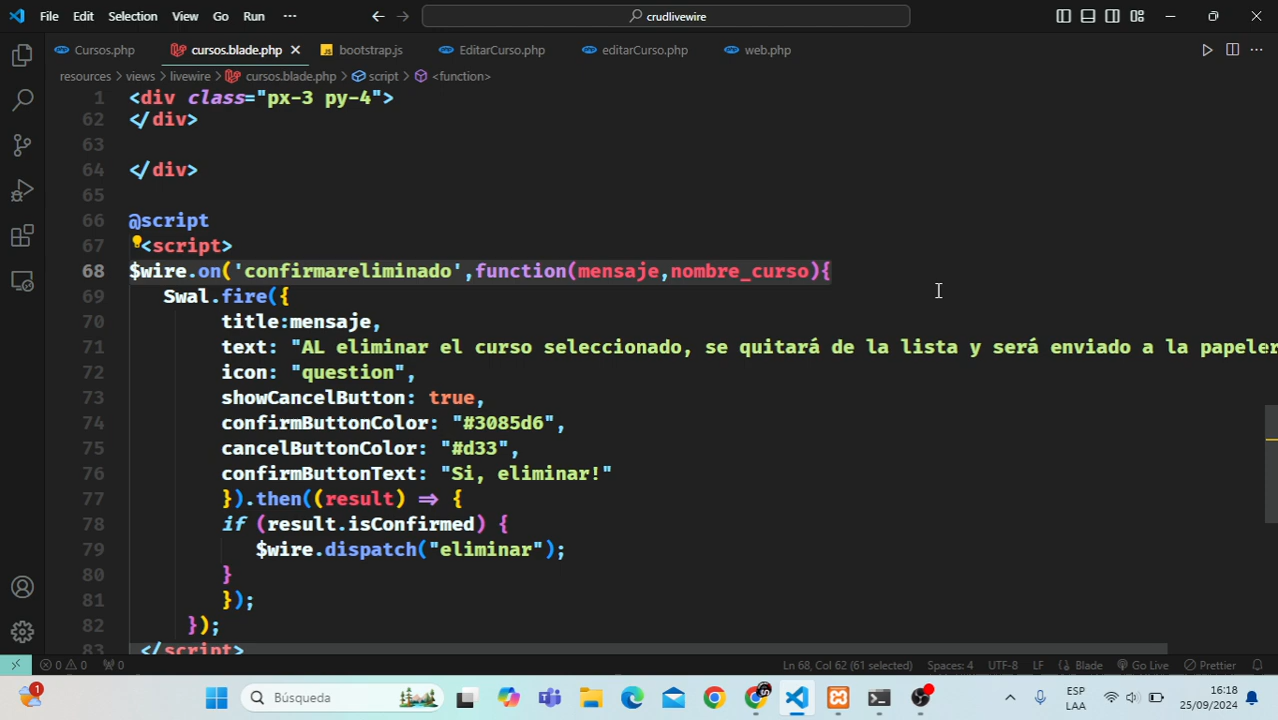 File Edit Selection View Go Run ··· crudlivewire
Cursos.php cursos.blade.php JS bootstrap.js EditarCurso.php editarCurso.php web.php
resources > views > livewire > cursos.blade.php > script > <function>
1 <div class="px-3 py-4">
62 </div>
63
64 </div>
65
66 @script
67 <script>
68 $wire.on('confirmareliminado',function(mensaje,nombre_curso){
69 Swal.fire({
70 title:mensaje,
71 text: "AL eliminar el curso seleccionado, se quitará de la lista y será enviado a la papeler
72 icon: "question",
73 showCancelButton: true,
74 confirmButtonColor: "#3085d6",
75 cancelButtonColor: "#d33",
76 confirmButtonText: "Si, eliminar!"
77 }).then((result) => {
78 if (result.isConfirmed) {
79 $wire.dispatch("eliminar");
80 }
81 });
82 });
83 </script>
0 0 0 Ln 68, Col 62 (61 selected) Spaces: 4 UTF-8 LF Blade Go Live Prettier
1 Búsqueda ESP LAA 16:18 25/09/2024